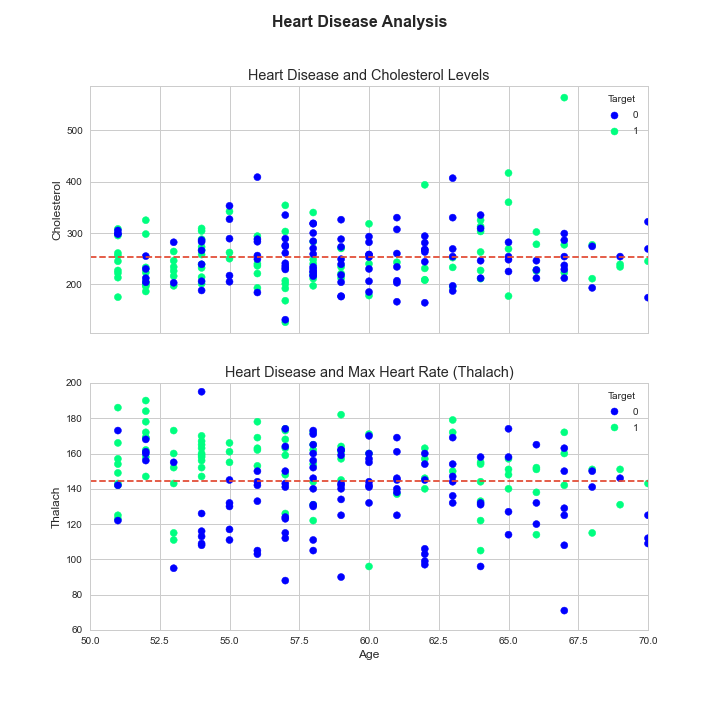 Heart Disease Analysis
Heart Disease and Cholesterol Levels
Target
0
1
500
400
300
200
Cholesterol
Heart Disease and Max Heart Rate (Thalach)
Target
0
1
200
180
160
140
120
100
80
60
Thalach
50.0 52.5 55.0 57.5 60.0 62.5 65.0 67.5 70.0
Age